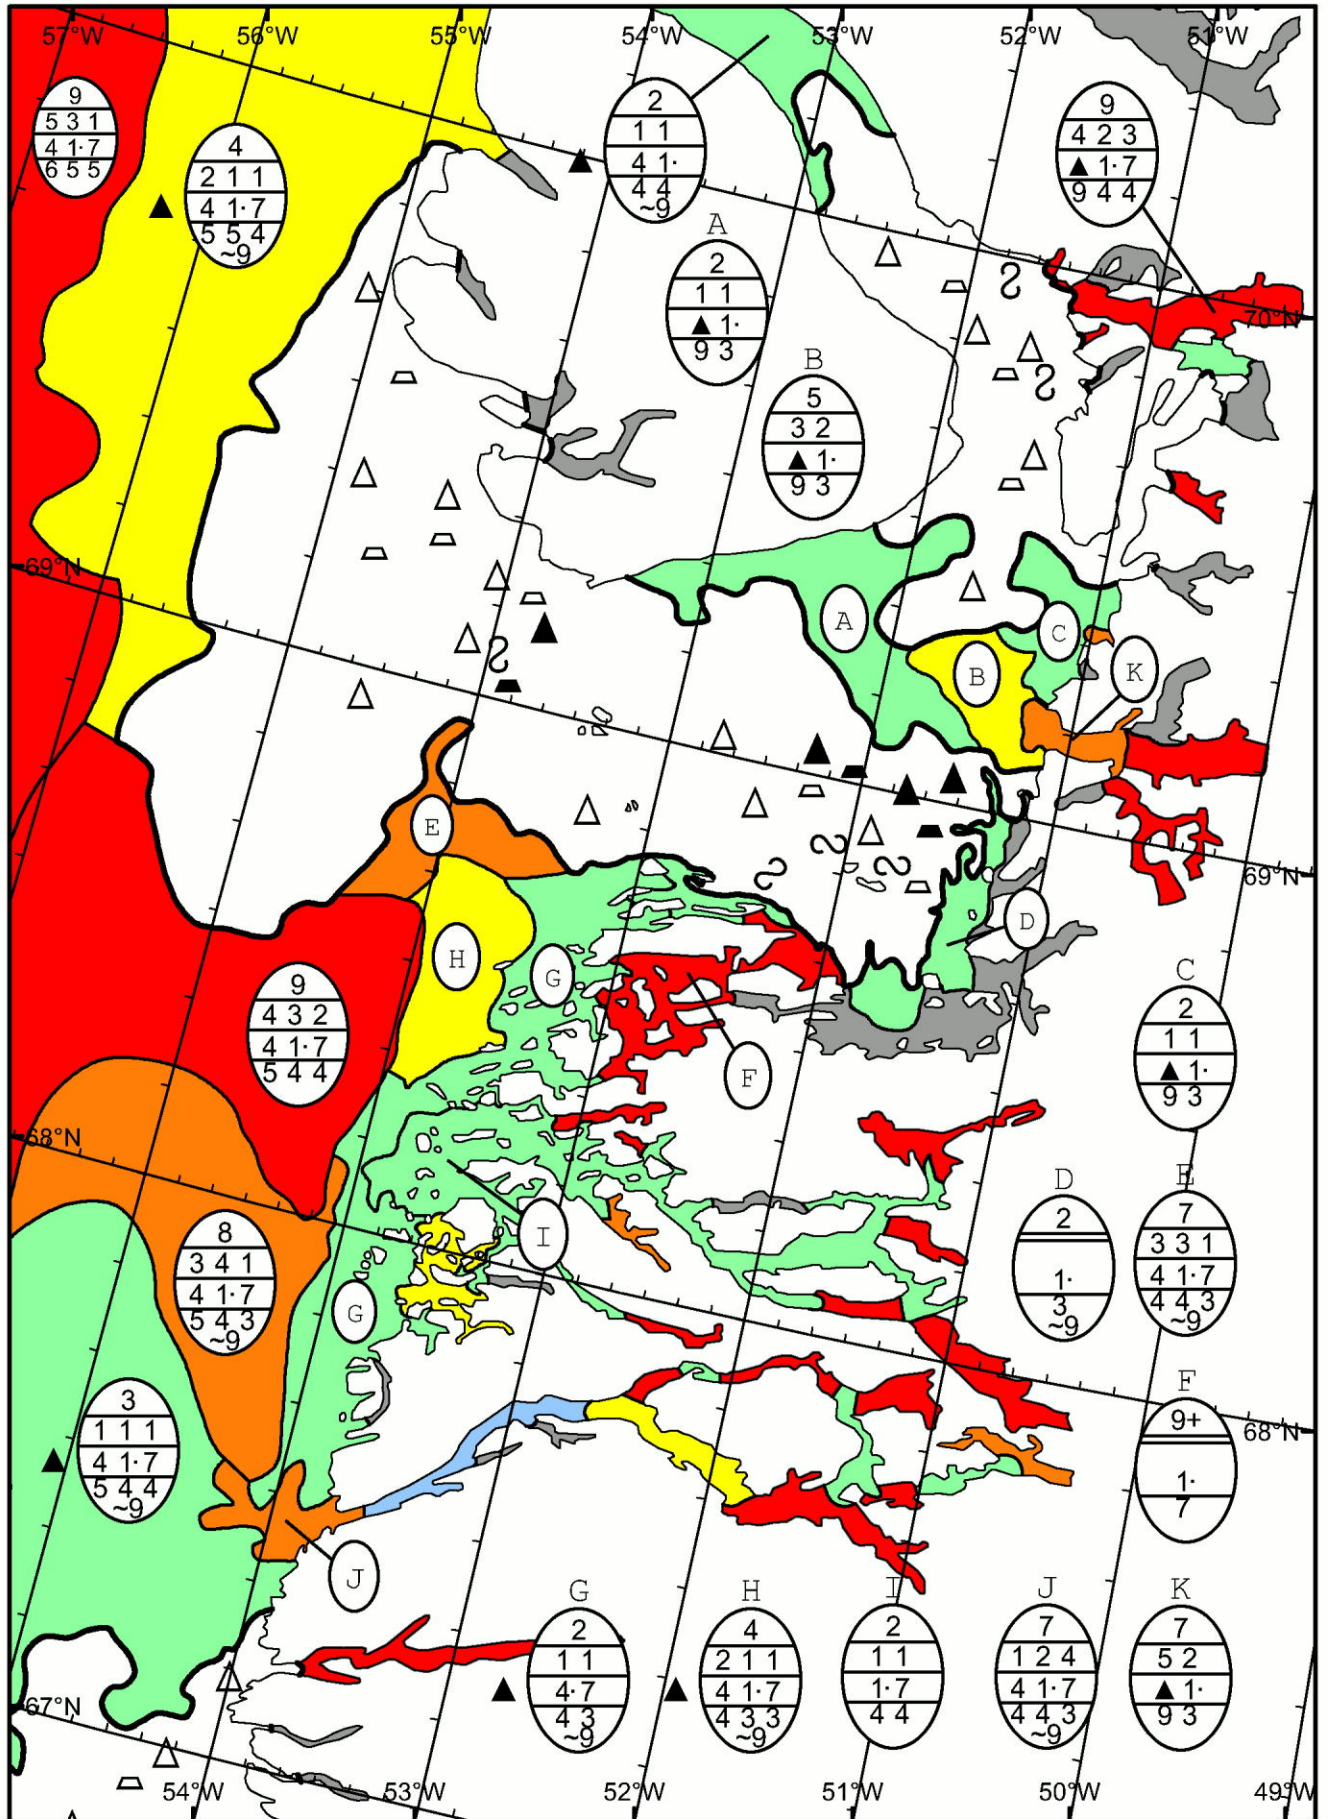 57°W 56°W 55°W 54°W 53°W 52°W 51°W
9
5 3 1
4 1·7
6 5 5
4
2 1 1
4 1·7
5 5 4
~9
2
1 1
4 1·
4 4
~9
9
4 2 3
▲ 1·7
9 4 4
A
2
1 1
▲ 1·
9 3
70°N
B
5
3 2
▲ 1·
9 3
69°N
A
C
B
K
E
69°N
D
H
G
9
4 3 2
4 1·7
5 4 4
F
C
2
1 1
▲ 1·
9 3
68°N
D
2
1·
3
~9
E
7
3 3 1
4 1·7
4 4 3
~9
I
8
3 4 1
4 1·7
5 4 3
~9
G
3
1 1 1
4 1·7
5 4 4
~9
F
9+
1·
7
68°N
J
G
2
1 1
4·7
4 3
~9
H
4
2 1 1
4 1·7
4 3 3
~9
I
2
1 1
1·7
4 4
J
7
1 2 4
4 1·7
4 4 3
~9
K
7
5 2
▲ 1·
9 3
67°N
54°W 53°W 52°W 51°W 50°W 49°W